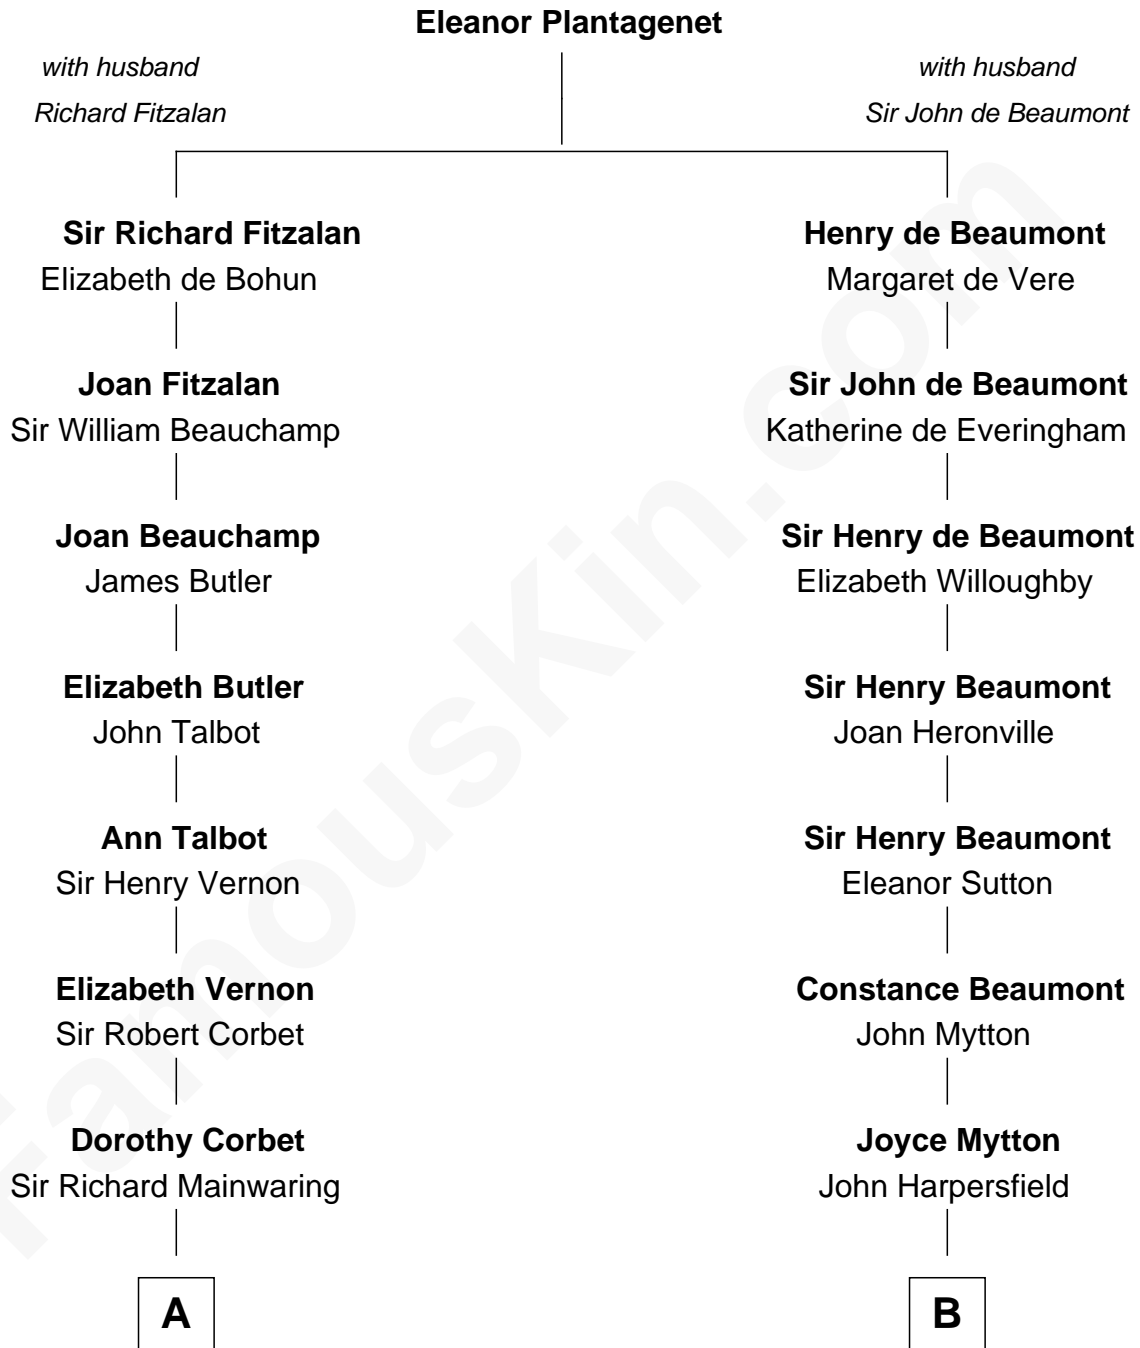 Eleanor Plantagenet
with husband
Richard Fitzalan
with husband
Sir John de Beaumont
Sir Richard Fitzalan
Elizabeth de Bohun
Henry de Beaumont
Margaret de Vere
Joan Fitzalan
Sir William Beauchamp
Sir John de Beaumont
Katherine de Everingham
Joan Beauchamp
James Butler
Sir Henry de Beaumont
Elizabeth Willoughby
Elizabeth Butler
John Talbot
Sir Henry Beaumont
Joan Heronville
Ann Talbot
Sir Henry Vernon
Sir Henry Beaumont
Eleanor Sutton
Elizabeth Vernon
Sir Robert Corbet
Constance Beaumont
John Mytton
Dorothy Corbet
Sir Richard Mainwaring
Joyce Mytton
John Harpersfield
A
B
FamousKin.com